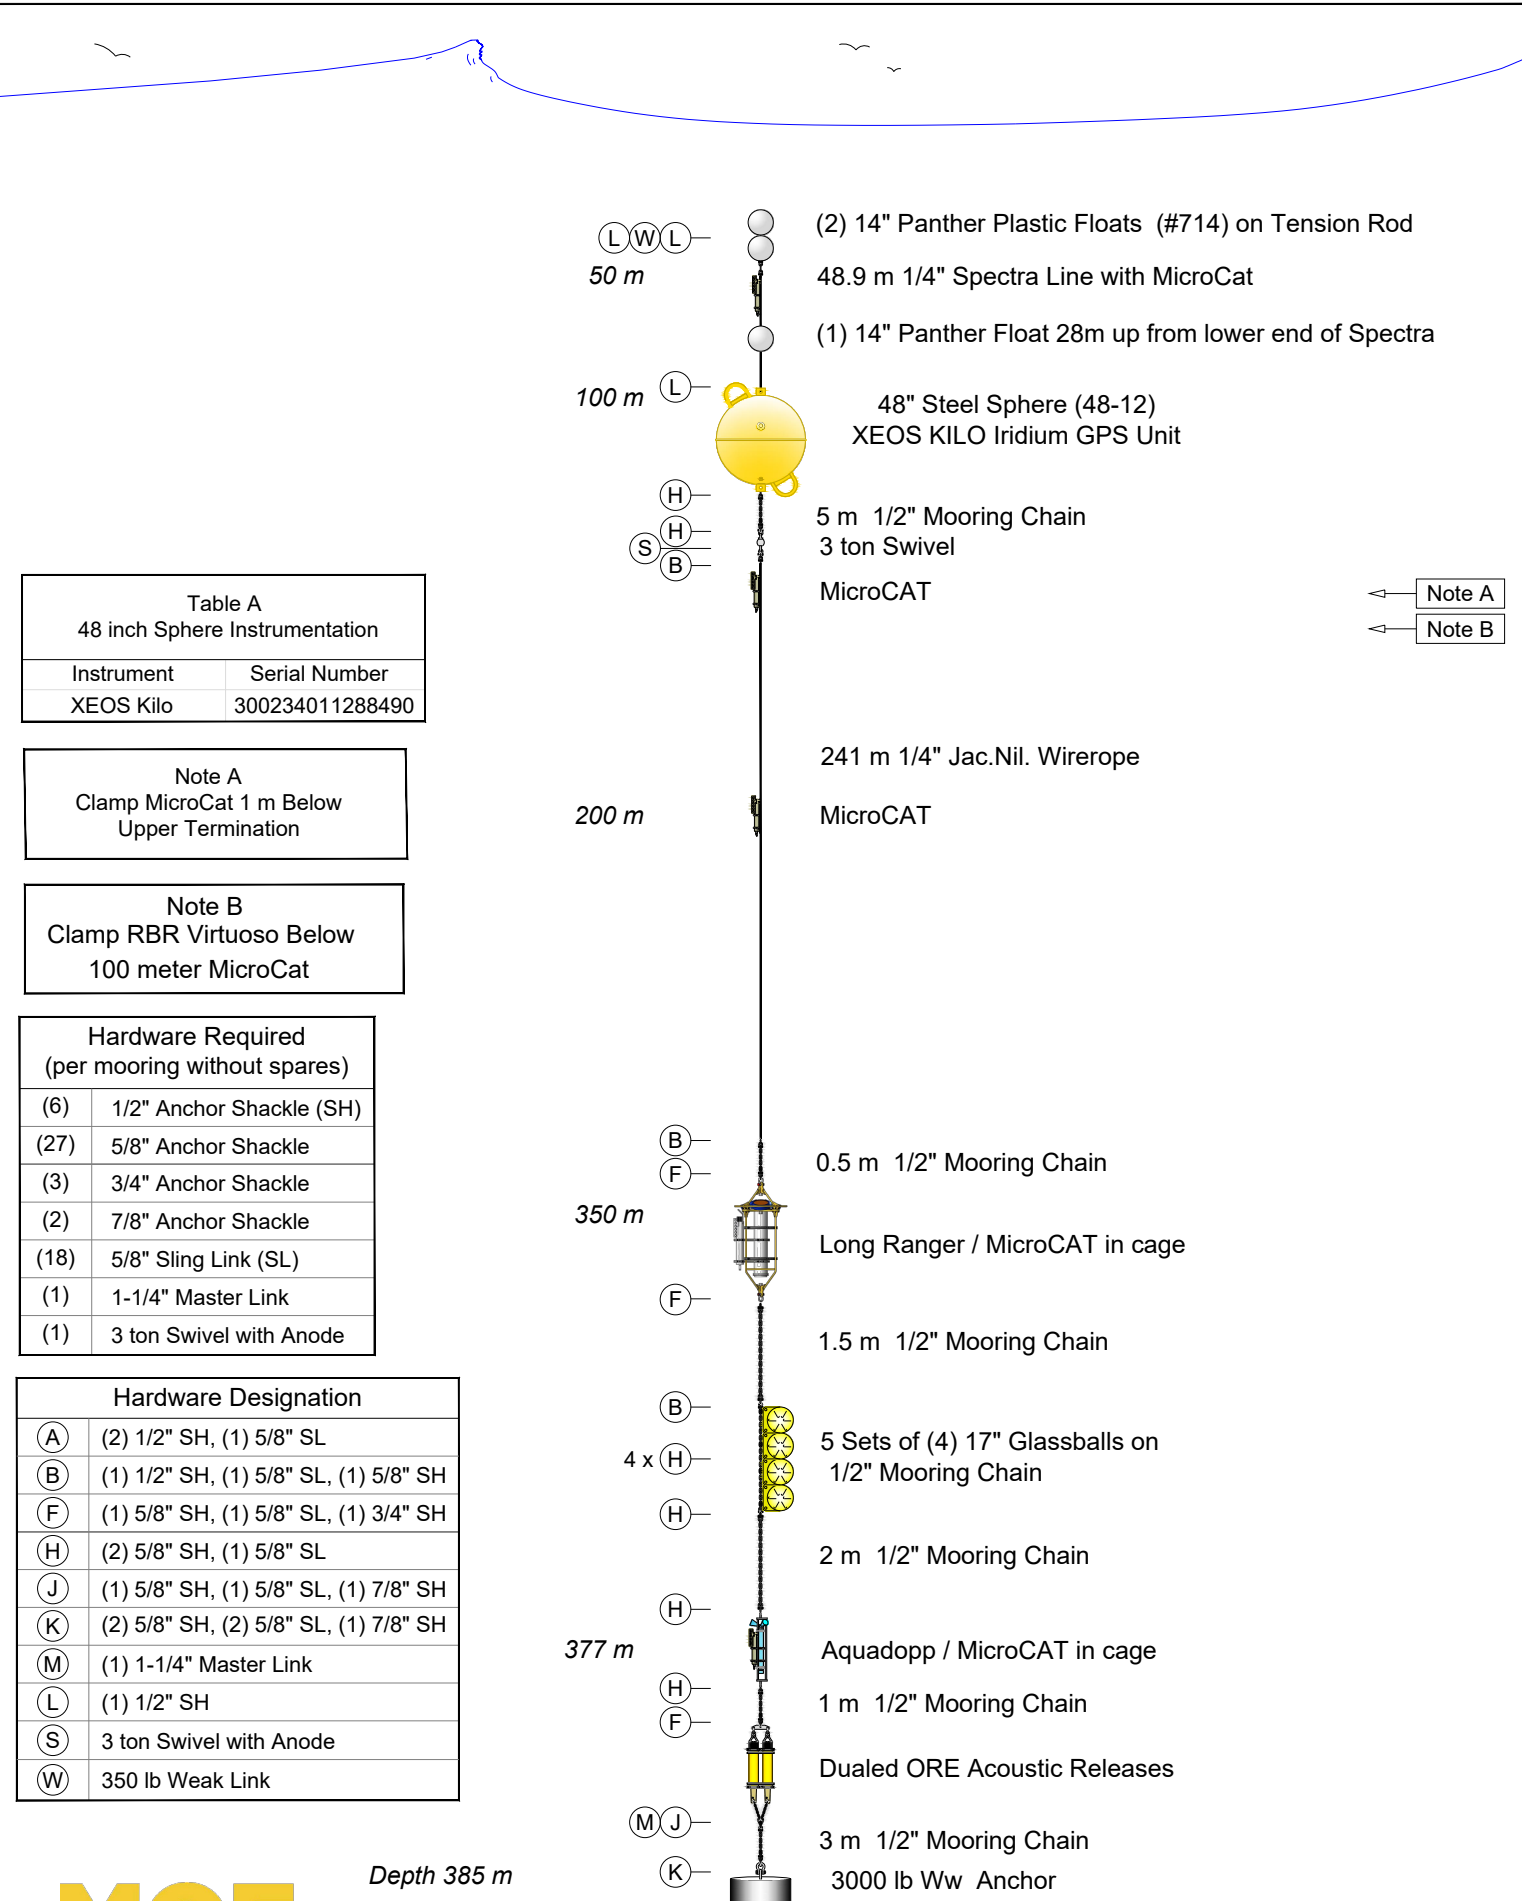 L W L
(2) 14" Panther Plastic Floats (#714) on Tension Rod
50 m
48.9 m 1/4" Spectra Line with MicroCat
(1) 14" Panther Float 28m up from lower end of Spectra
100 m
L
48" Steel Sphere (48-12)
XEOS KILO Iridium GPS Unit
H
5 m 1/2" Mooring Chain
H
S
3 ton Swivel
B
MicroCAT
Note A
Note B
Table A
48 inch Sphere Instrumentation
Instrument Serial Number
XEOS Kilo 300234011288490
241 m 1/4" Jac.Nil. Wirerope
Note A
Clamp MicroCat 1 m Below
Upper Termination
200 m
MicroCAT
Note B
Clamp RBR Virtuoso Below
100 meter MicroCat
Hardware Required
(per mooring without spares)
(6) 1/2" Anchor Shackle (SH)
(27) 5/8" Anchor Shackle
(3) 3/4" Anchor Shackle
(2) 7/8" Anchor Shackle
(18) 5/8" Sling Link (SL)
(1) 1-1/4" Master Link
(1) 3 ton Swivel with Anode
B
0.5 m 1/2" Mooring Chain
F
350 m
Long Ranger / MicroCAT in cage
F
1.5 m 1/2" Mooring Chain
Hardware Designation
A (2) 1/2" SH, (1) 5/8" SL
B (1) 1/2" SH, (1) 5/8" SL, (1) 5/8" SH
F (1) 5/8" SH, (1) 5/8" SL, (1) 3/4" SH
H (2) 5/8" SH, (1) 5/8" SL
J (1) 5/8" SH, (1) 5/8" SL, (1) 7/8" SH
K (2) 5/8" SH, (2) 5/8" SL, (1) 7/8" SH
M (1) 1-1/4" Master Link
L (1) 1/2" SH
S 3 ton Swivel with Anode
W 350 lb Weak Link
B
5 Sets of (4) 17" Glassballs on
4 x H
1/2" Mooring Chain
H
2 m 1/2" Mooring Chain
H
377 m
Aquadopp / MicroCAT in cage
H
1 m 1/2" Mooring Chain
F
Dualed ORE Acoustic Releases
M J
3 m 1/2" Mooring Chain
Depth 385 m
K
3000 lb Ww Anchor